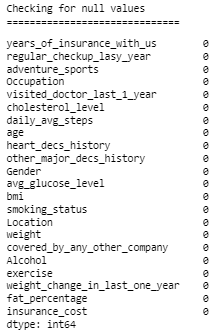 Checking for null values
==============================
years_of_insurance_with_us 0
regular_checkup_lasy_year 0
adventure_sports 0
Occupation 0
visited_doctor_last_1_year 0
cholesterol_level 0
daily_avg_steps 0
age 0
heart_decs_history 0
other_major_decs_history 0
Gender 0
avg_glucose_level 0
bmi 0
smoking_status 0
Location 0
weight 0
covered_by_any_other_company 0
Alcohol 0
exercise 0
weight_change_in_last_one_year 0
fat_percentage 0
insurance_cost 0
dtype: int64